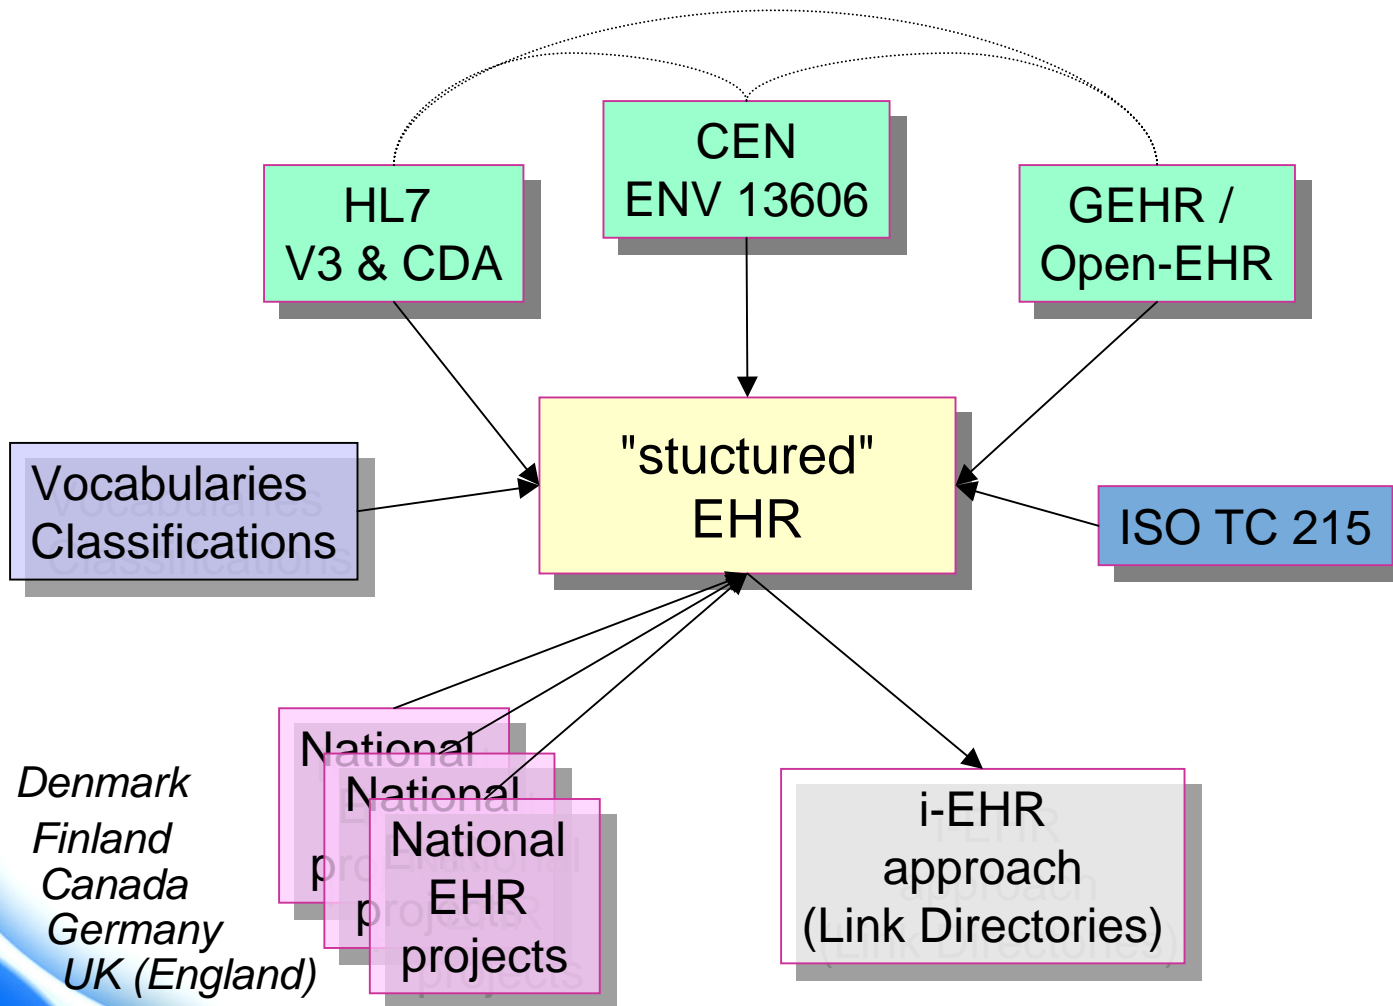 CEN
ENV 13606
HL7
V3 & CDA
GEHR /
Open-EHR
"stuctured"
EHR
Vocabularies
Classifications
ISO TC 215
National
National
National
EHR
projects
projects
Denmark
Finland
Canada
Germany
UK (England)
i-EHR
approach
(Link Directories)